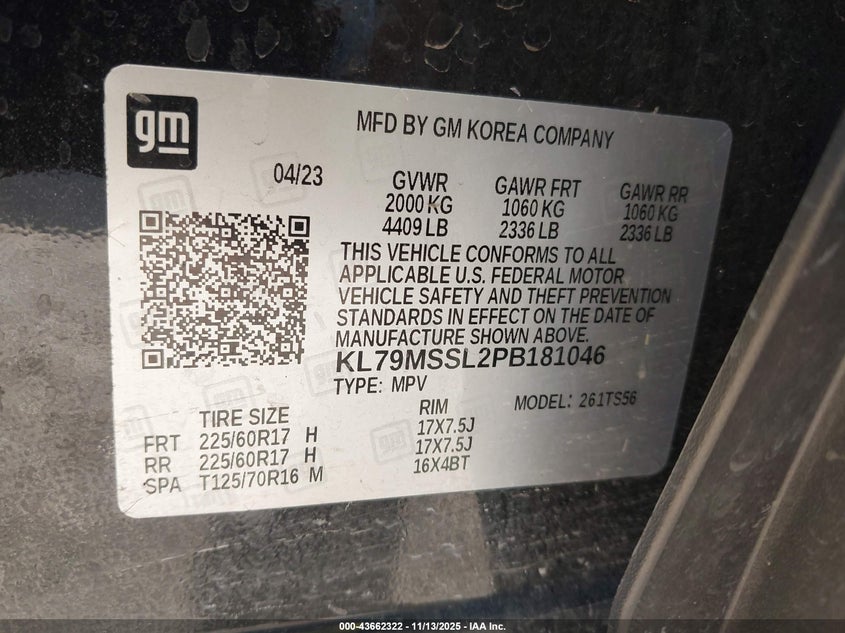 gm
MFD BY GM KOREA COMPANY
04/23
GVWR
2000 KG
4409 LB
GAWR FRT
1060 KG
2336 LB
GAWR RR
1060 KG
2336 LB
THIS VEHICLE CONFORMS TO ALL
APPLICABLE U.S. FEDERAL MOTOR
VEHICLE SAFETY AND THEFT PREVENTION
STANDARDS IN EFFECT ON THE DATE OF
MANUFACTURE SHOWN ABOVE.
KL79MSSL2PB181046
TYPE: MPV
MODEL: 261TS56
TIRE SIZE RIM
FRT 225/60R17 H 17X7.5J
RR 225/60R17 H 17X7.5J
SPA T125/70R16 M 16X4BT
000-43662322 - 11/13/2025 - IAA Inc.